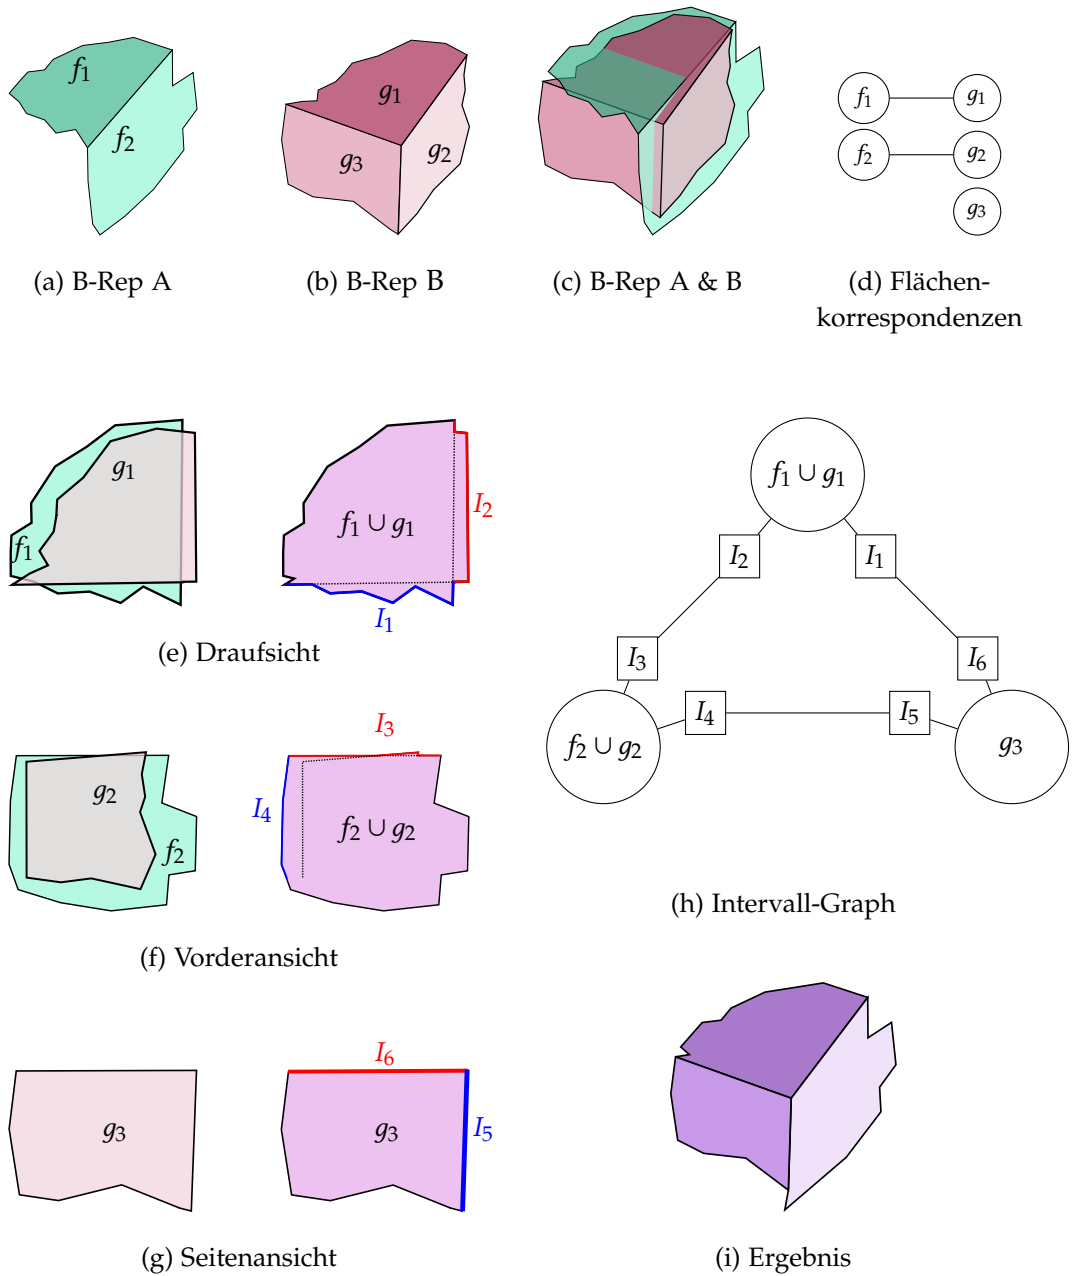 f1
f2
g1
g3
g2
f1
g1
f2
g2
g3
(a) B-Rep A
(b) B-Rep B
(c) B-Rep A & B
(d) Flächen-
korrespondenzen
g1
f1
f1 ∪ g1
I2
I1
(e) Draufsicht
f1 ∪ g1
I2
I1
I3
I6
I4
I5
f2 ∪ g2
g3
(h) Intervall-Graph
g2
f2
I3
I4
f2 ∪ g2
(f) Vorderansicht
g3
I6
g3
I5
(g) Seitenansicht
(i) Ergebnis